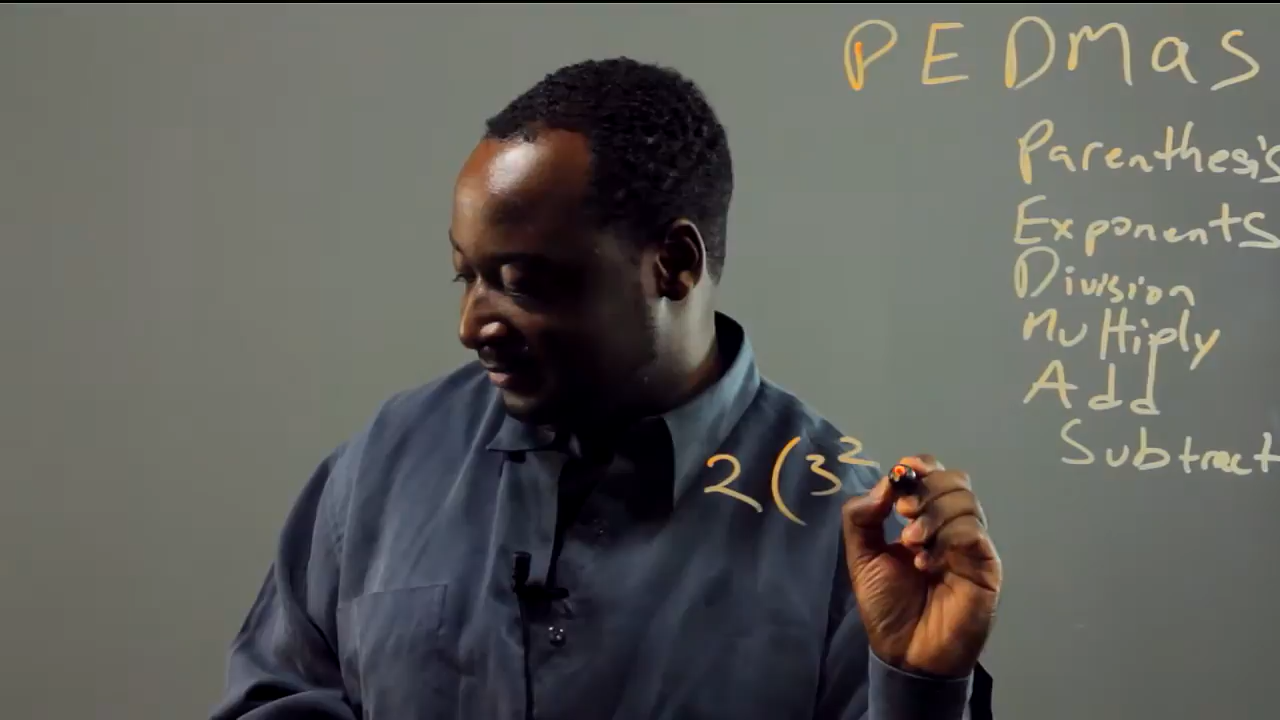 PEDMas
Parenthesis
Exponents
Division
Multiply
Add
Subtract
2(3²